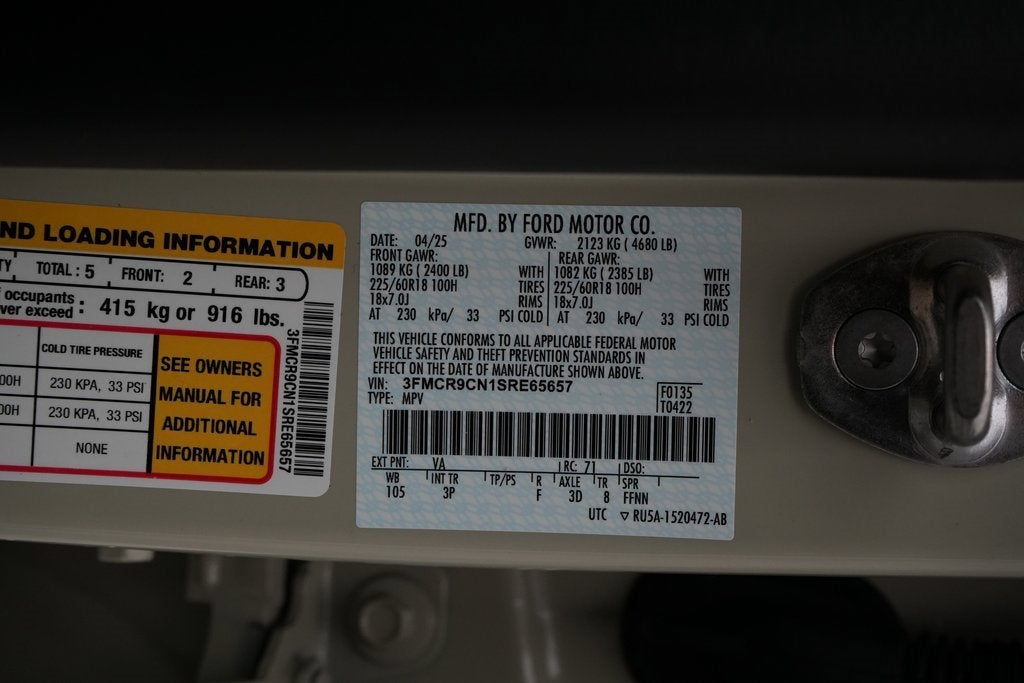 ND LOADING INFORMATION
TY TOTAL : 5 FRONT: 2 REAR: 3
f occupants
ver exceed : 415 kg or 916 lbs.
COLD TIRE PRESSURE
00H 230 KPA, 33 PSI
00H 230 KPA, 33 PSI
NONE
SEE OWNERS
MANUAL FOR
ADDITIONAL
INFORMATION
3FMCR9CN1SRE65657
MFD. BY FORD MOTOR CO.
DATE: 04/25 GVWR: 2123 KG ( 4680 LB)
FRONT GAWR: REAR GAWR:
1089 KG ( 2400 LB) WITH 1082 KG ( 2385 LB) WITH
225/60R18 100H TIRES 225/60R18 100H TIRES
18x7.0J RIMS 18x7.0J RIMS
AT 230 kPa/ 33 PSI COLD AT 230 kPa/ 33 PSI COLD
THIS VEHICLE CONFORMS TO ALL APPLICABLE FEDERAL MOTOR
VEHICLE SAFETY AND THEFT PREVENTION STANDARDS IN
EFFECT ON THE DATE OF MANUFACTURE SHOWN ABOVE.
VIN: 3FMCR9CN1SRE65657 F0135
TYPE: MPV T0422
EXT PNT: VA RC: 71 DSO:
WB INT TR TP/PS R AXLE TR SPR
105 3P F 3D 8 FFNN
UTC ▽ RU5A-1520472-AB